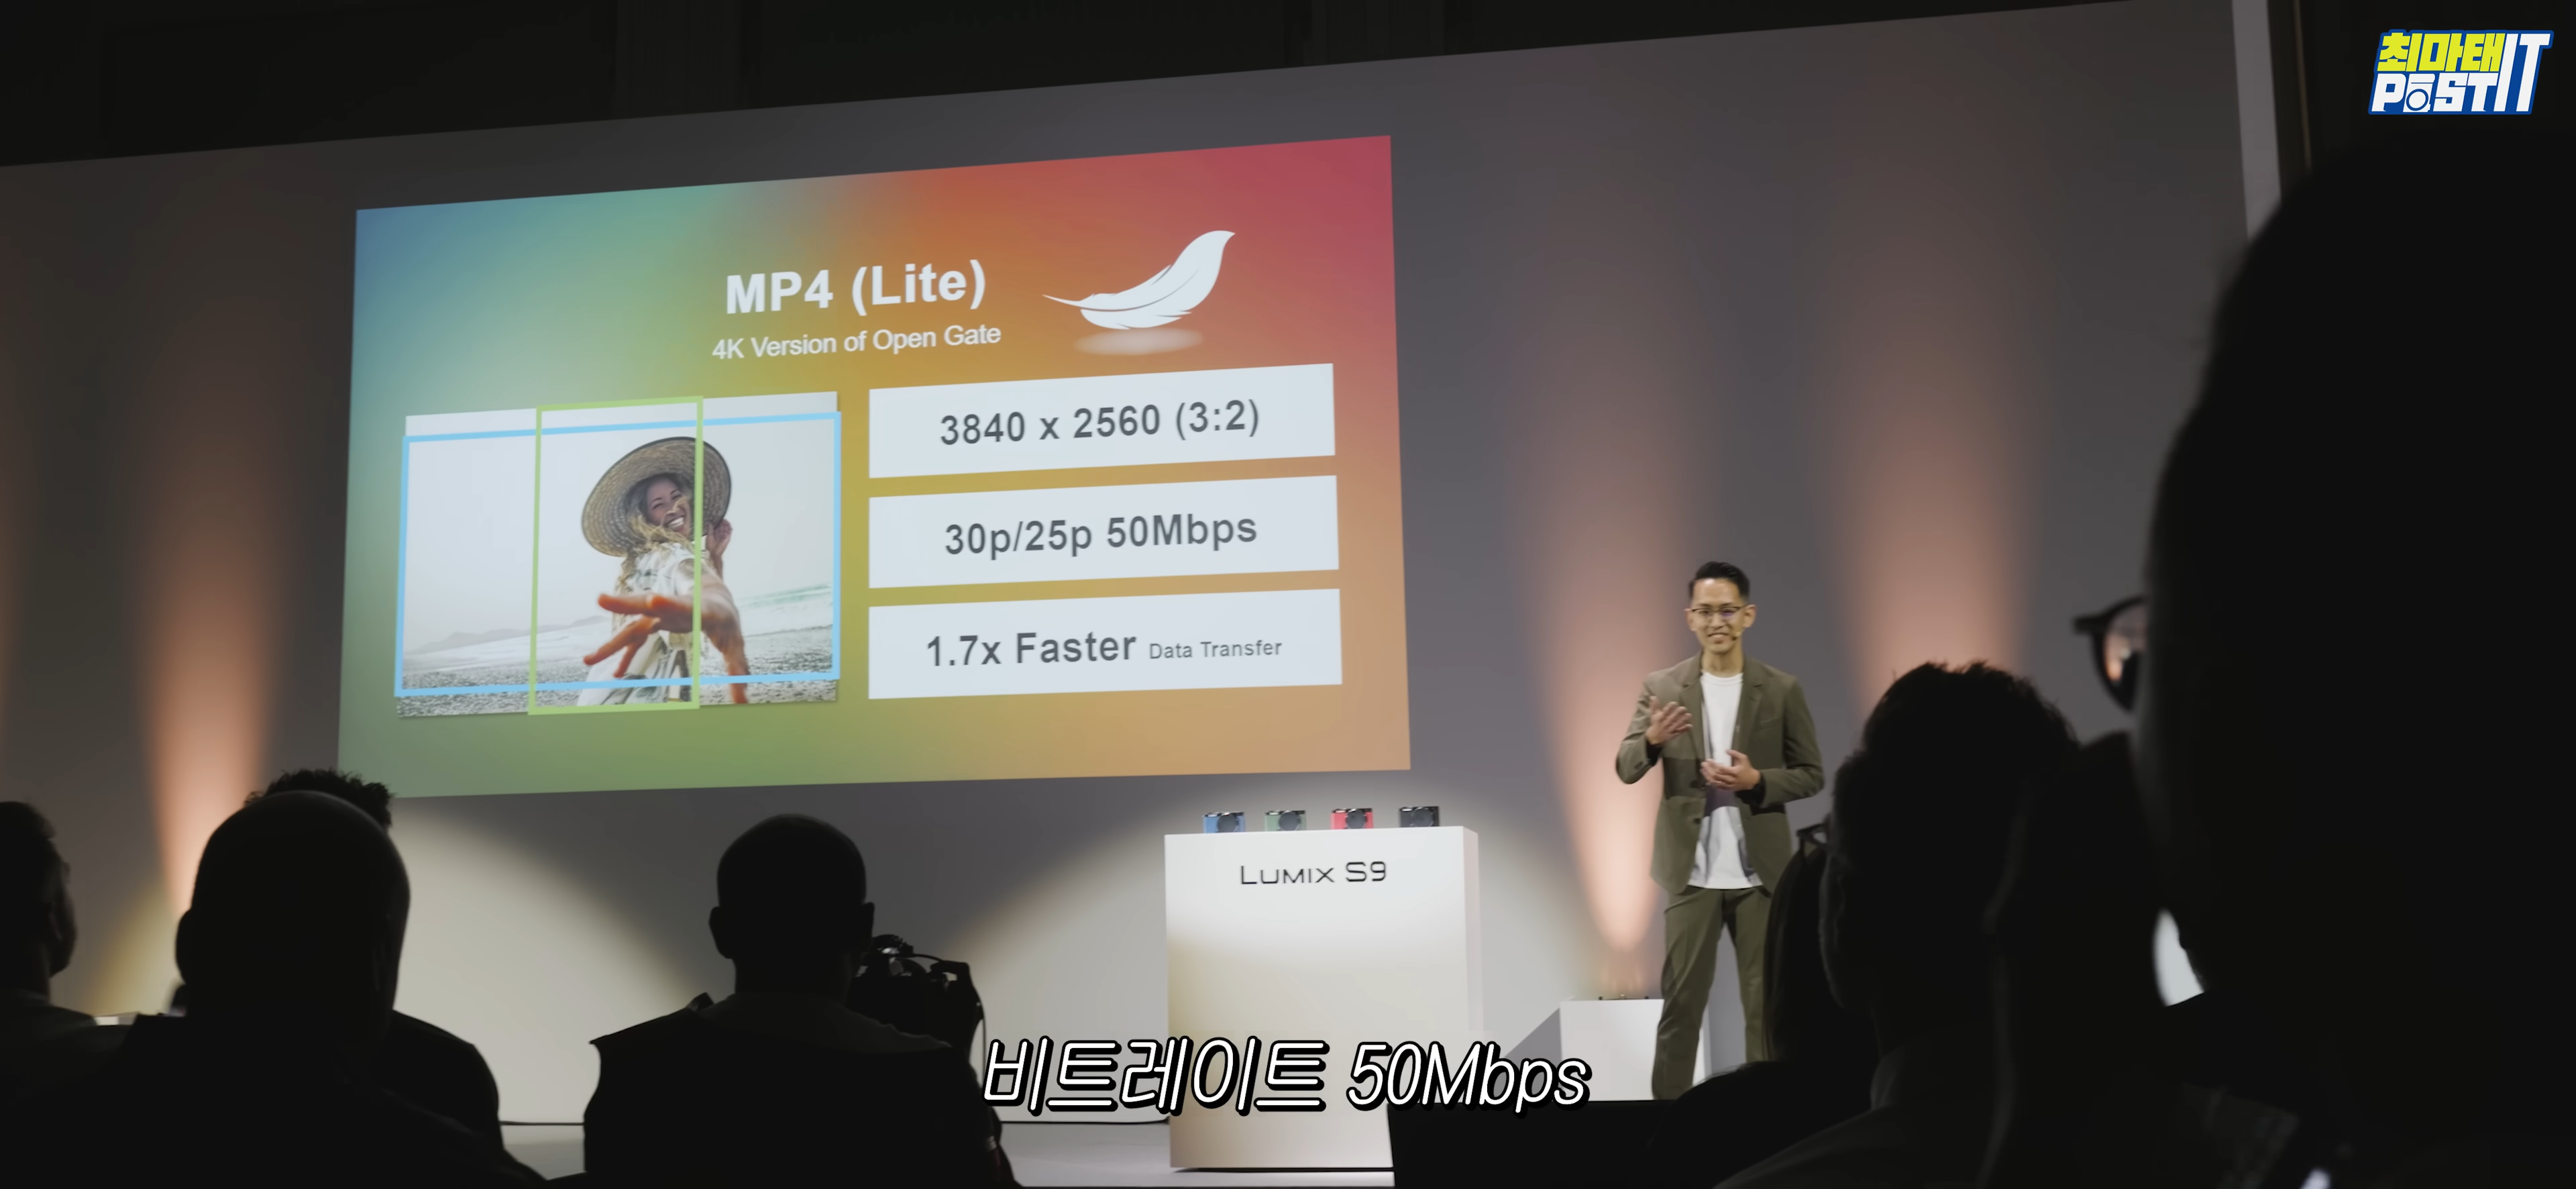 최마태
POST IT
MP4 (Lite)
4K Version of Open Gate
3840 x 2560 (3:2)
30p/25p 50Mbps
1.7x Faster Data Transfer
LUMIX S9
비트레이트 50Mbps